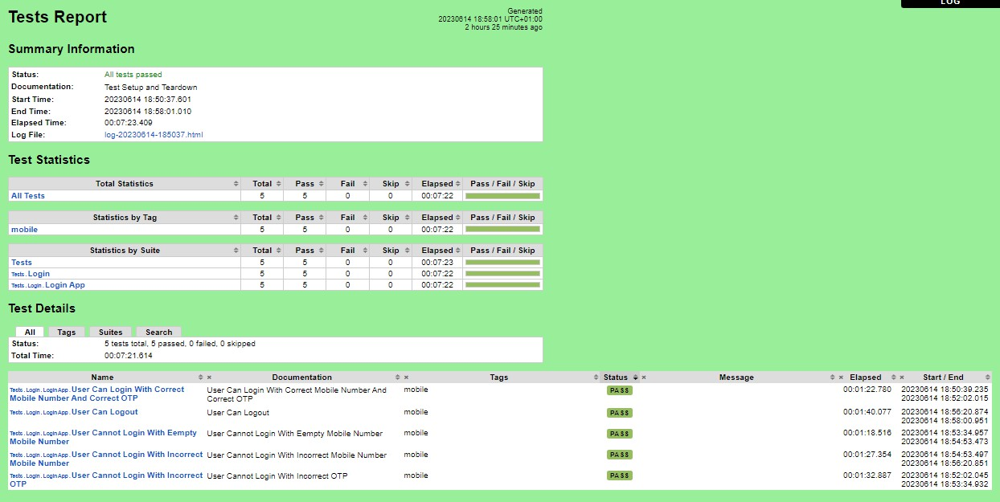 LOG
Tests Report
Generated
20230614 18:58:01 UTC+01:00
2 hours 25 minutes ago
Summary Information
Status: All tests passed
Documentation: Test Setup and Teardown
Start Time: 20230614 18:50:37.601
End Time: 20230614 18:58:01.010
Elapsed Time: 00:07:23.409
Log File: log-20230614-185037.html
Test Statistics
Total Statistics Total Pass Fail Skip Elapsed Pass / Fail / Skip
All Tests 5 5 0 0 00:07:22
Statistics by Tag Total Pass Fail Skip Elapsed Pass / Fail / Skip
mobile 5 5 0 0 00:07:22
Statistics by Suite Total Pass Fail Skip Elapsed Pass / Fail / Skip
Tests 5 5 0 0 00:07:23
Tests . Login 5 5 0 0 00:07:22
Tests . Login . Login App 5 5 0 0 00:07:22
Test Details
All Tags Suites Search
Status: 5 tests total, 5 passed, 0 failed, 0 skipped
Total Time: 00:07:21.614
Name × Documentation × Tags Status × Message × Elapsed × Start / End
Tests . Login . Login App . User Can Login With Correct User Can Login With Correct Mobile Number And mobile PASS 00:01:22.780 20230614 18:50:39.235
Mobile Number And Correct OTP Correct OTP 20230614 18:52:02.015
Tests . Login . Login App . User Can Logout User Can Logout mobile PASS 00:01:40.077 20230614 18:56:20.874
20230614 18:58:00.951
Tests . Login . Login App . User Cannot Login With Eempty User Cannot Login With Eempty Mobile Number mobile PASS 00:01:18.516 20230614 18:53:34.957
Mobile Number 20230614 18:54:53.473
Tests . Login . Login App . User Cannot Login With Incorrect User Cannot Login With Incorrect Mobile Number mobile PASS 00:01:27.354 20230614 18:54:53.497
Mobile Number 20230614 18:56:20.851
Tests . Login . Login App . User Cannot Login With Incorrect User Cannot Login With Incorrect OTP mobile PASS 00:01:32.887 20230614 18:52:02.045
OTP 20230614 18:53:34.932